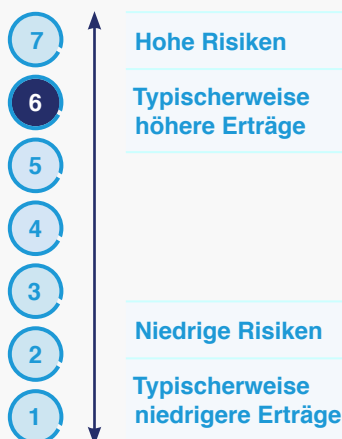 7
Hohe Risiken
6
Typischerweise
höhere Erträge
5
4
3
Niedrige Risiken
2
Typischerweise
niedrigere Erträge
1